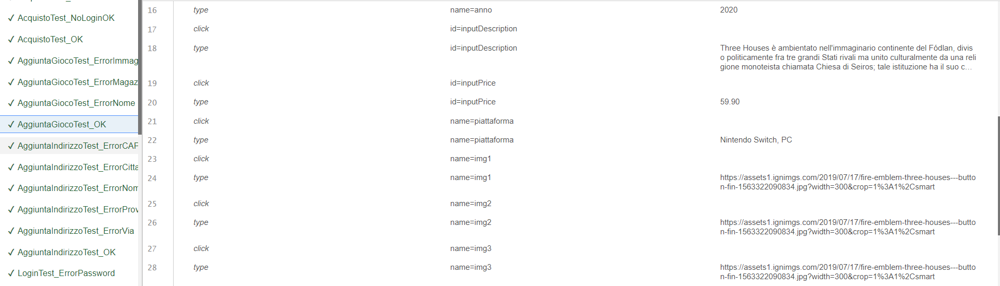 ✓ AcquistoTest_NoLoginOK
✓ AcquistoTest_OK
✓ AggiuntaGiocoTest_ErrorImmag
✓ AggiuntaGiocoTest_ErrorMagaz
✓ AggiuntaGiocoTest_ErrorNome
✓ AggiuntaGiocoTest_OK
✓ AggiuntaIndirizzoTest_ErrorCAP
✓ AggiuntaIndirizzoTest_ErrorCitta
✓ AggiuntaIndirizzoTest_ErrorNom
✓ AggiuntaIndirizzoTest_ErrorProv
✓ AggiuntaIndirizzoTest_ErrorVia
✓ AggiuntaIndirizzoTest_OK
✓ LoginTest_ErrorPassword
16 type name=anno 2020
17 click id=inputDescription
18 type id=inputDescription Three Houses è ambientato nell'immaginario continente del Fódlan, divis
o politicamente fra tre grandi Stati rivali ma unito culturalmente da una reli
gione monoteista chiamata Chiesa di Seiros; tale istituzione ha il suo c...
19 click id=inputPrice
20 type id=inputPrice 59.90
21 click name=piattaforma
22 type name=piattaforma Nintendo Switch, PC
23 click name=img1
24 type name=img1 https://assets1.ignimgs.com/2019/07/17/fire-emblem-three-houses---butto
n-fin-1563322090834.jpg?width=300&crop=1%3A1%2Csmart
25 click name=img2
26 type name=img2 https://assets1.ignimgs.com/2019/07/17/fire-emblem-three-houses---butto
n-fin-1563322090834.jpg?width=300&crop=1%3A1%2Csmart
27 click name=img3
28 type name=img3 https://assets1.ignimgs.com/2019/07/17/fire-emblem-three-houses---butto
n-fin-1563322090834.jpg?width=300&crop=1%3A1%2Csmart